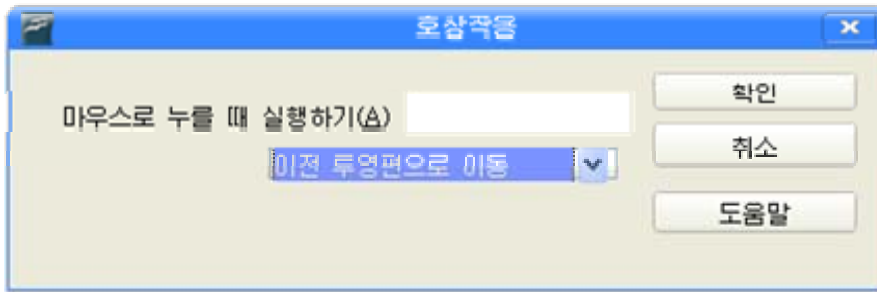 호상작용
마우스로 누를 때 실행하기(A)
이전 투영편으로 이동
확인
취소
도움말